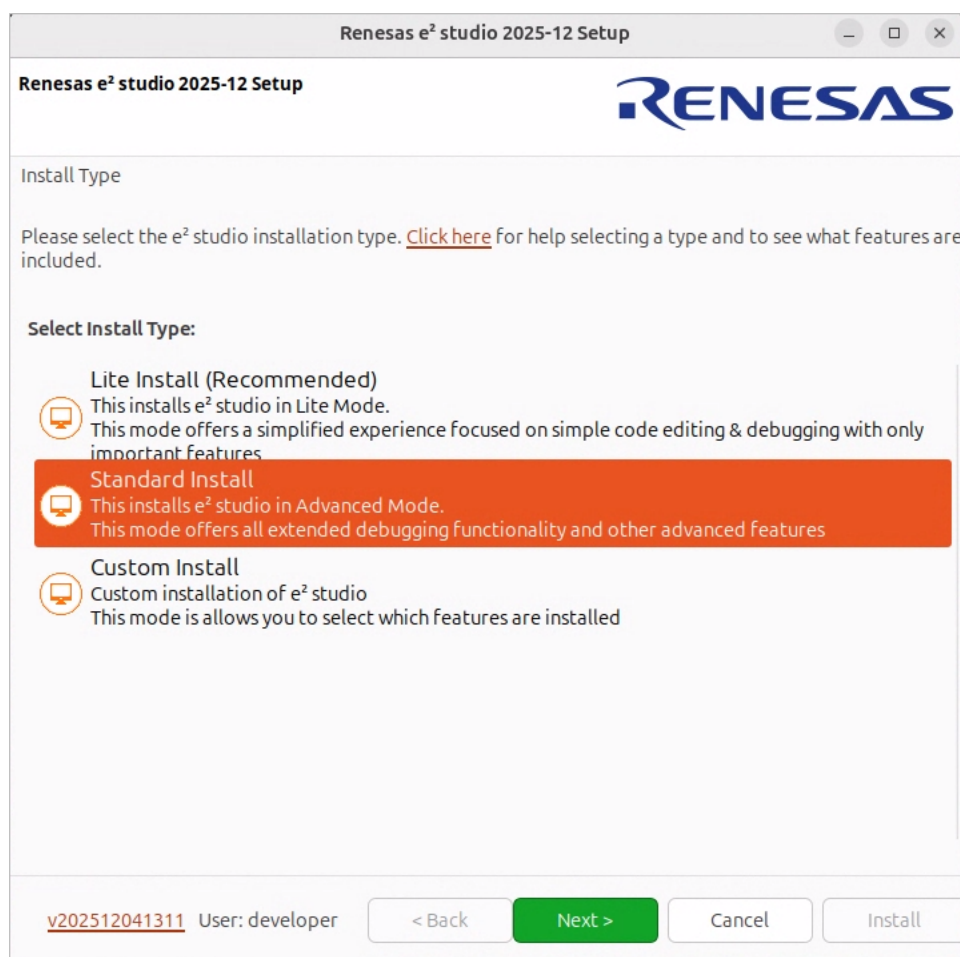 Renesas e² studio 2025-12 Setup
Renesas e² studio 2025-12 Setup
RENESAS
Install Type
Please select the e² studio installation type. Click here for help selecting a type and to see what features are
included.
Select Install Type:
Lite Install (Recommended)
This installs e² studio in Lite Mode.
This mode offers a simplified experience focused on simple code editing & debugging with only
important features
Standard Install
This installs e² studio in Advanced Mode.
This mode offers all extended debugging functionality and other advanced features
Custom Install
Custom installation of e² studio
This mode is allows you to select which features are installed
v202512041311 User: developer < Back Next > Cancel Install